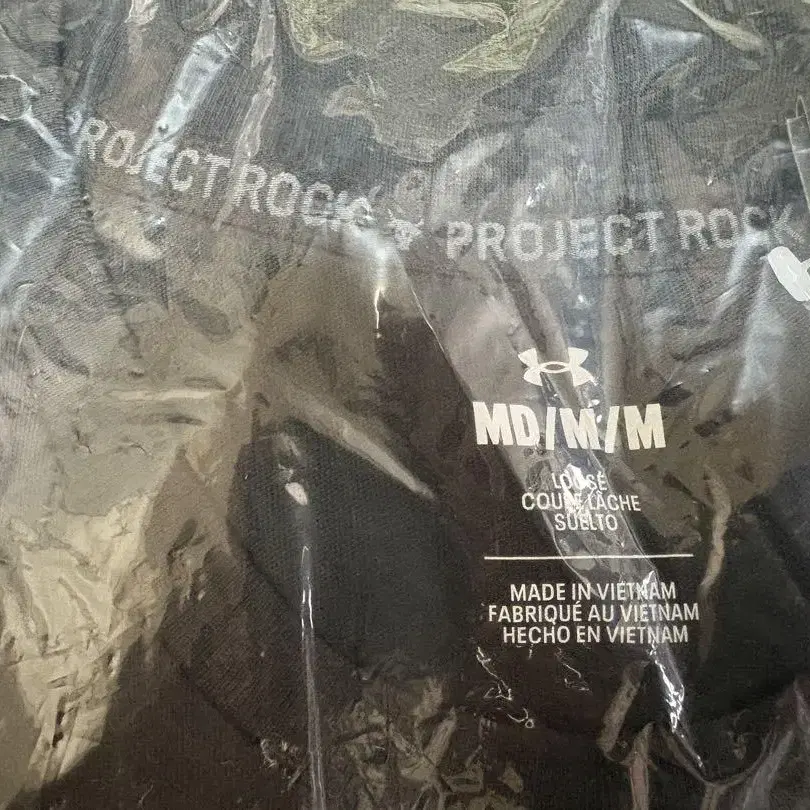 PROJECT ROCK PROJECT ROCK
MD/M/M
LOOSE
COUPE LÂCHE
SUELTO
MADE IN VIETNAM
FABRIQUÉ AU VIETNAM
HECHO EN VIETNAM